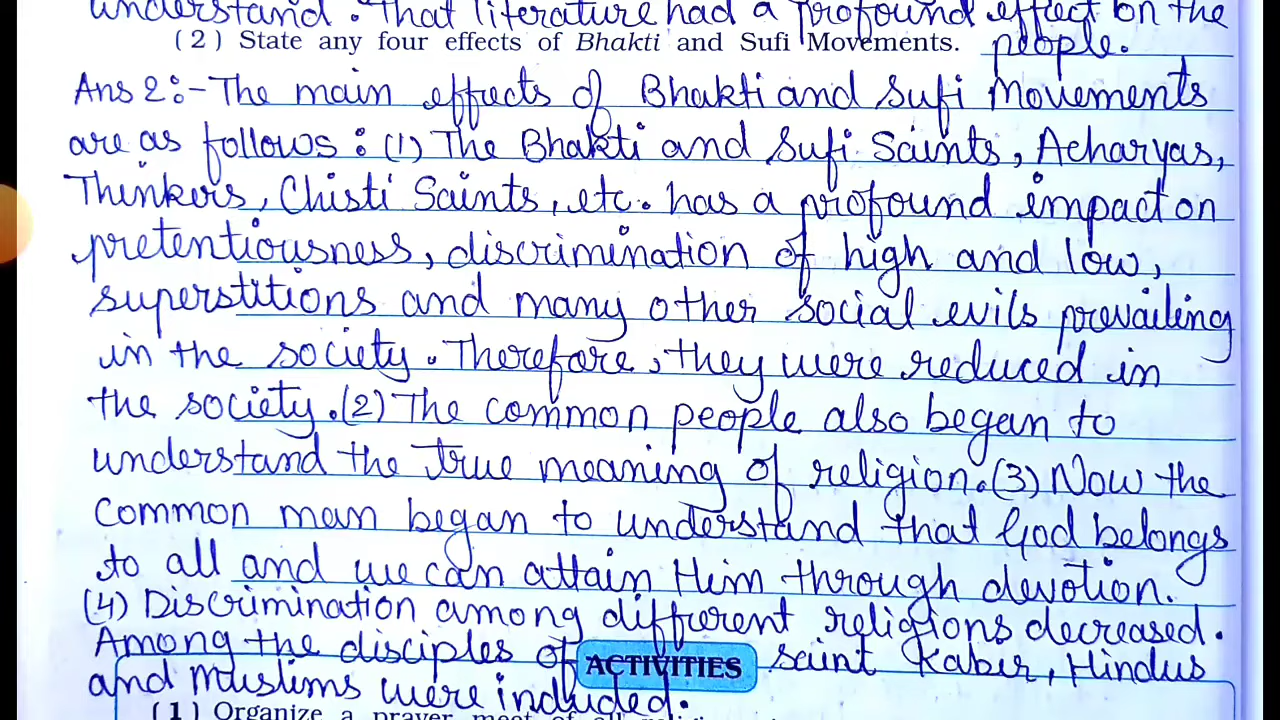 understand. That literature had a profound effect on the
(2) State any four effects of Bhakti and Sufi Movements. people.
Ans 2:- The main effects of Bhakti and Sufi Movements
are as follows: (1) The Bhakti and Sufi Saints, Acharyas,
Thinkers, Chisti Saints, etc. has a profound impact on
pretentiousness, discrimination of high and low,
superstitions and many other social evils prevailing
in the society. Therefore, they were reduced in
the society. (2) The common people also began to
understand the true meaning of religion. (3) Now the
common man began to understand that God belongs
to all and we can attain Him through devotion.
(4) Discrimination among different religions decreased.
Among the disciples of saint Kabir, Hindus
ACTIVITIES
and Muslims were included.
(1) Organize a prayer meet of all